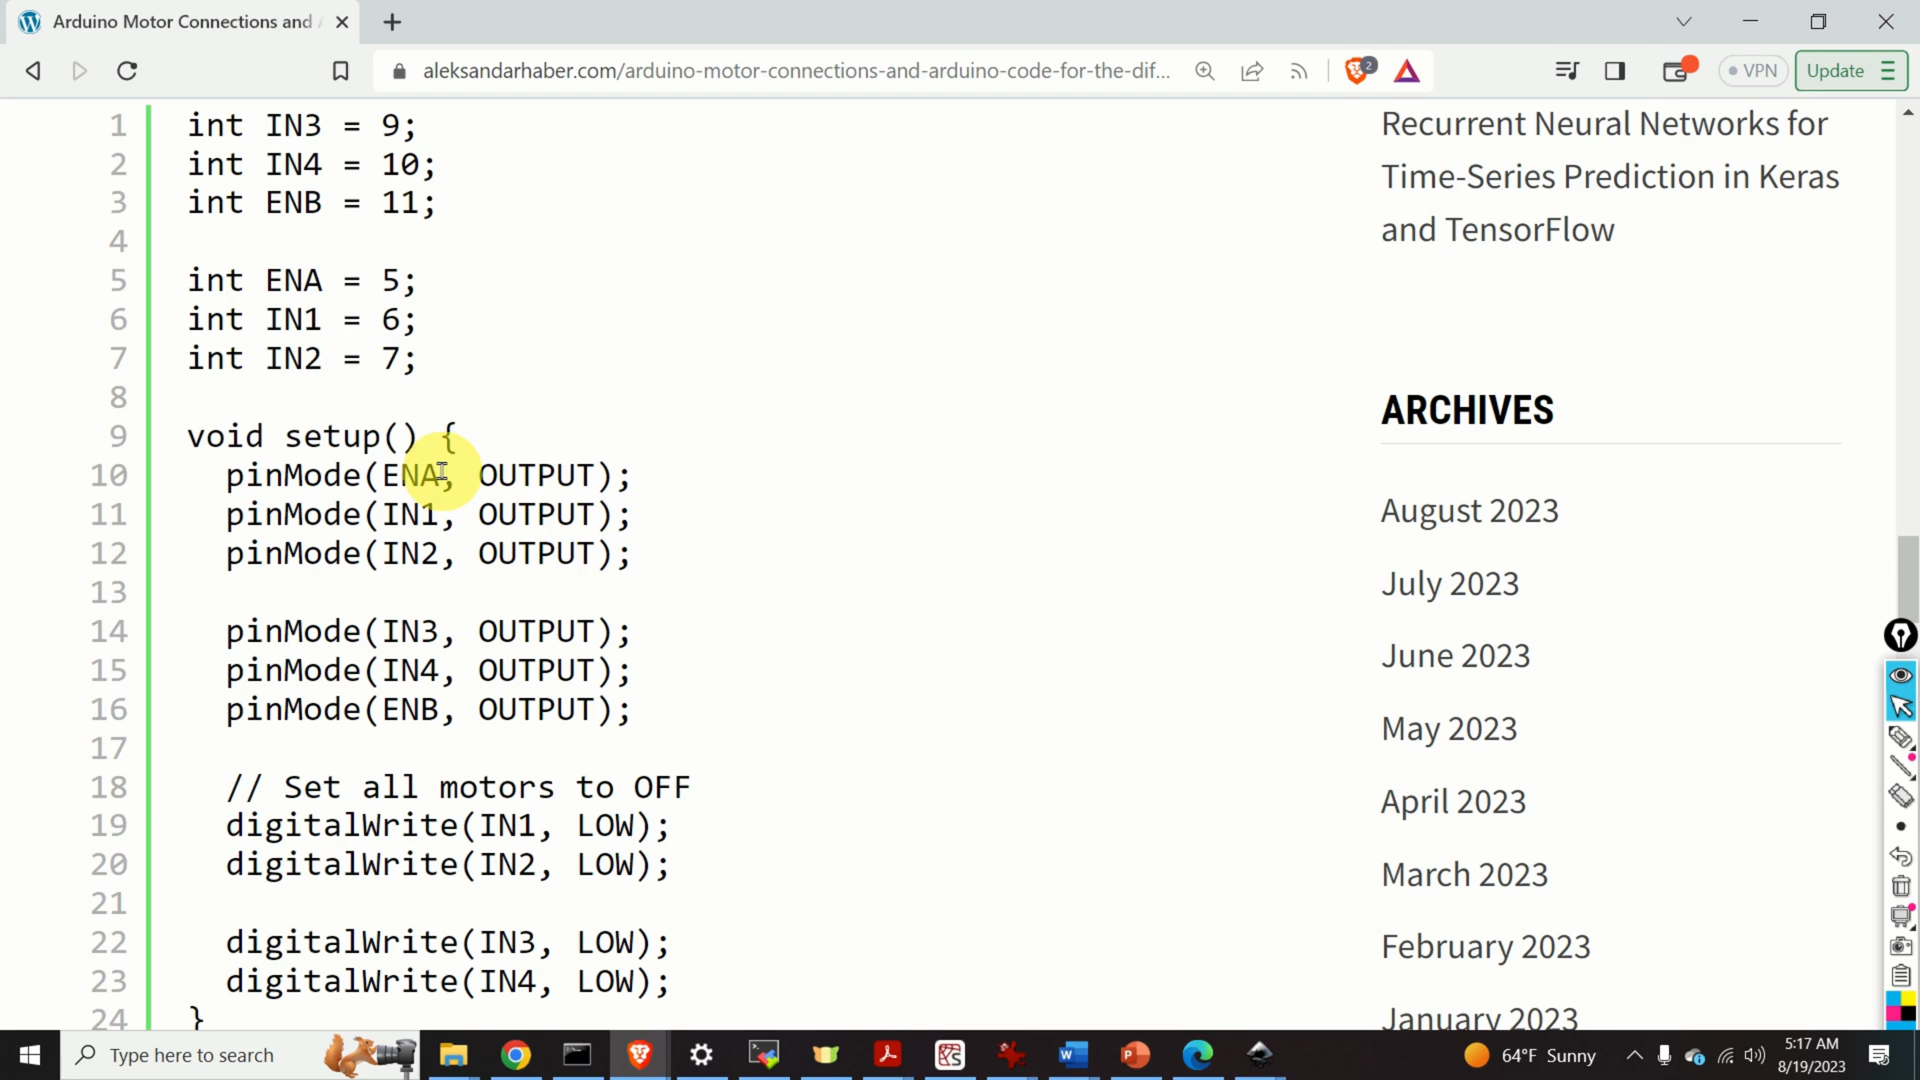 Arduino Motor Connections and
aleksandarhaber.com/arduino-motor-connections-and-arduino-code-for-the-dif...
2
VPN
Update
1 int IN3 = 9;
2 int IN4 = 10;
3 int ENB = 11;
4
5 int ENA = 5;
6 int IN1 = 6;
7 int IN2 = 7;
8
9 void setup() {
10 pinMode(ENA, OUTPUT);
11 pinMode(IN1, OUTPUT);
12 pinMode(IN2, OUTPUT);
13
14 pinMode(IN3, OUTPUT);
15 pinMode(IN4, OUTPUT);
16 pinMode(ENB, OUTPUT);
17
18 // Set all motors to OFF
19 digitalWrite(IN1, LOW);
20 digitalWrite(IN2, LOW);
21
22 digitalWrite(IN3, LOW);
23 digitalWrite(IN4, LOW);
24 }
Recurrent Neural Networks for
Time-Series Prediction in Keras
and TensorFlow
ARCHIVES
August 2023
July 2023
June 2023
May 2023
April 2023
March 2023
February 2023
January 2023
Type here to search
64°F Sunny
5:17 AM
8/19/2023